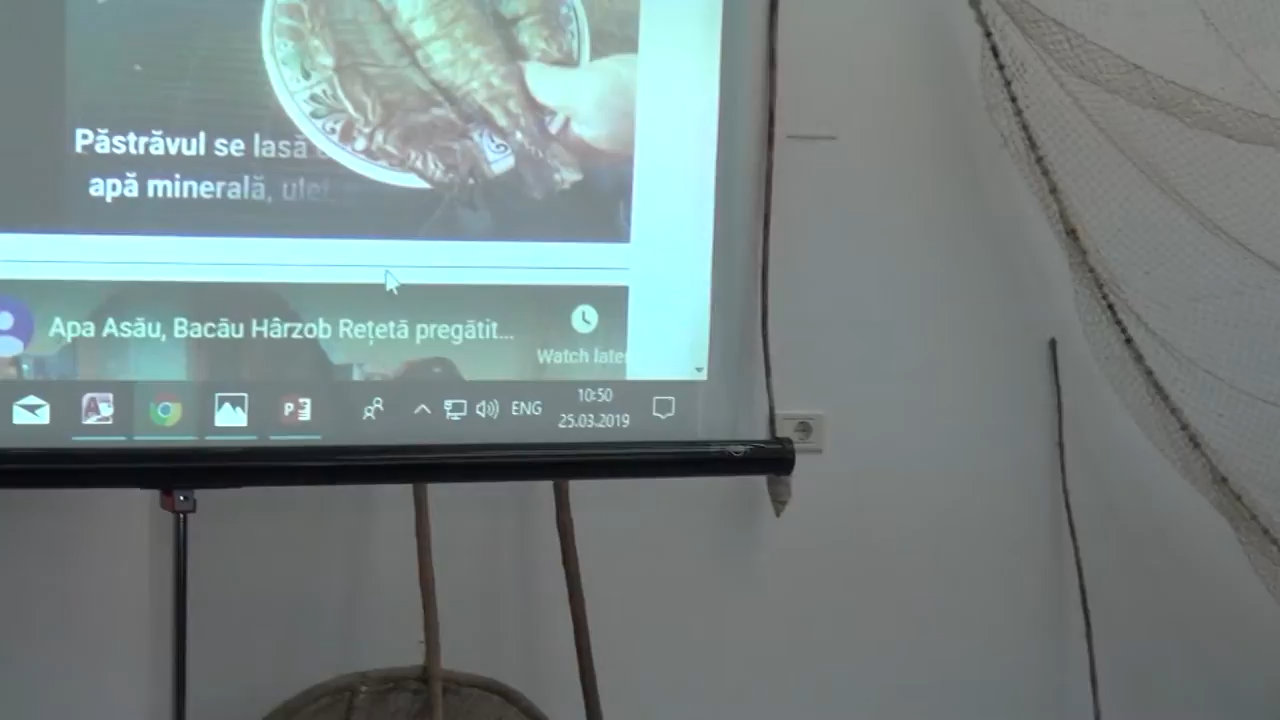 Păstrăvul se lasă
apă minerală, ulei
Apa Asău, Bacău Hârzob Rețetă pregătit...
Watch later
ENG
10:50
25.03.2019